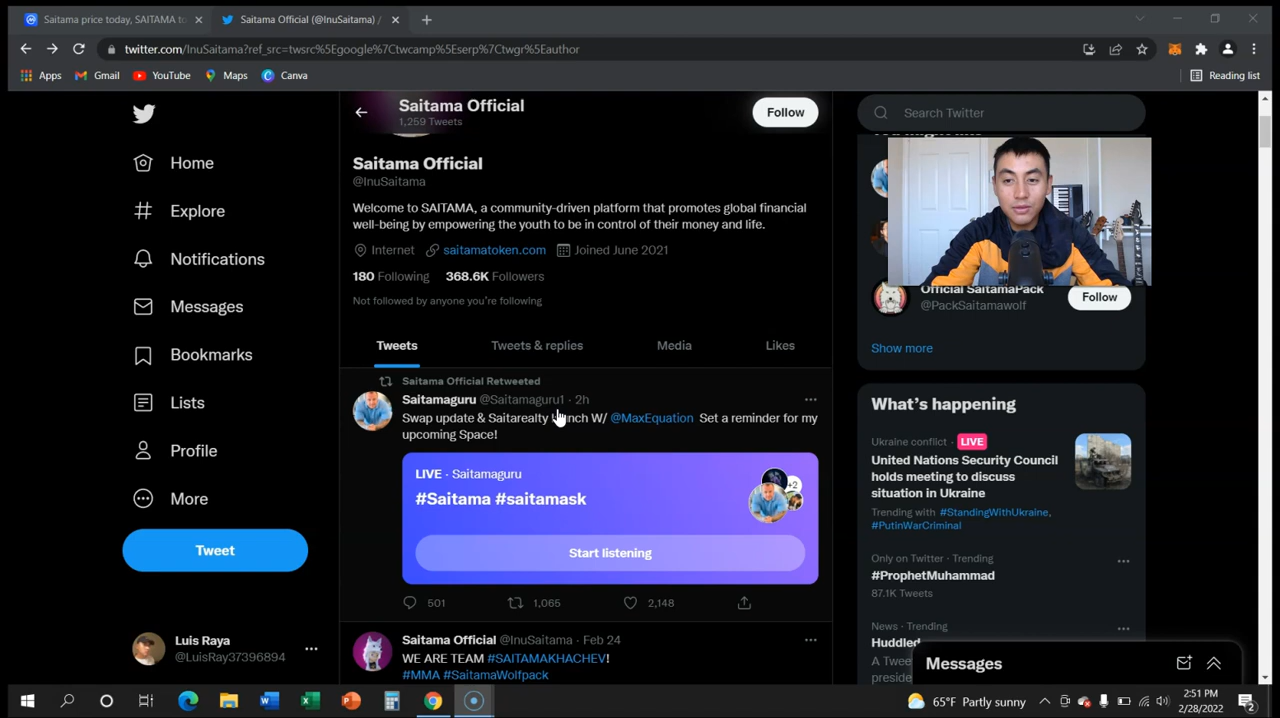 Saitama price today, SAITAMA to
Saitama Official (@InuSaitama) /
twitter.com/InuSaitama?ref_src=twsrc%5Egoogle%7Ctwcamp%5Eserp%7Ctwgr%5Eauthor
Apps
Gmail
YouTube
Maps
Canva
Reading list
Home
Explore
Notifications
Messages
Bookmarks
Lists
Profile
More
Tweet
Luis Raya
@LuisRay37396894
Saitama Official
1,259 Tweets
Follow
Saitama Official
@InuSaitama
Welcome to SAITAMA, a community-driven platform that promotes global financial
well-being by empowering the youth to be in control of their money and life.
Internet saitamatoken.com Joined June 2021
180 Following 368.6K Followers
Not followed by anyone you're following
Tweets
Tweets & replies
Media
Likes
Saitama Official Retweeted
Saitamaguru @Saitamaguru1 · 2h
Swap update & Saitarealty W/ @MaxEquation Set a reminder for my
upcoming Space!
LIVE · Saitamaguru
#Saitama #saitamask
+2
Start listening
501
1,065
2,148
Saitama Official @InuSaitama · Feb 24
WE ARE TEAM #SAITAMAKHACHEV!
#MMA #SaitamaWolfpack
Search Twitter
Official SaitamaPack
@PackSaitamawolf
Follow
Show more
What's happening
Ukraine conflict LIVE
United Nations Security Council
holds meeting to discuss
situation in Ukraine
Trending with #StandingWithUkraine,
#PutinWarCriminal
Only on Twitter · Trending
#ProphetMuhammad
87.1K Tweets
News · Trending
Huddled
Messages
65°F Partly sunny
2:51 PM
2/28/2022
2